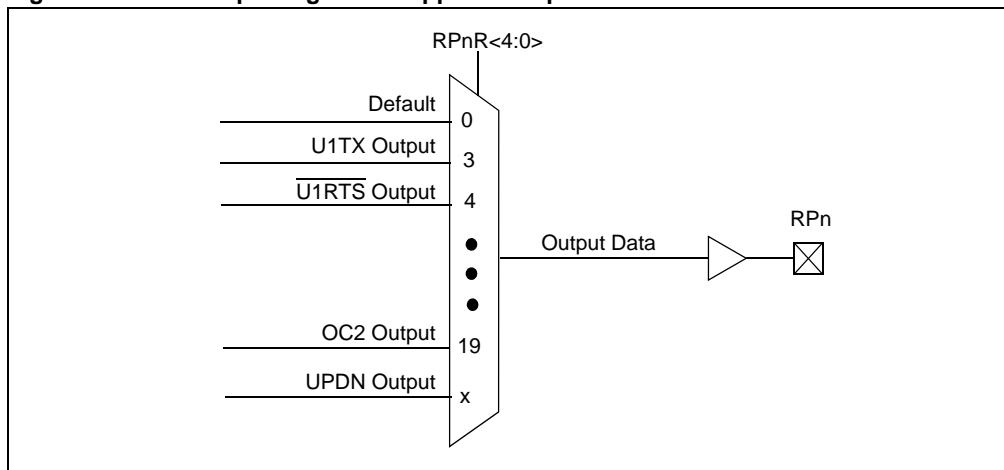 RPnR<4:0>
Default
0
U1TX Output
3
U1RTS Output
4
RPn
Output Data
OC2 Output
19
UPDN Output
x